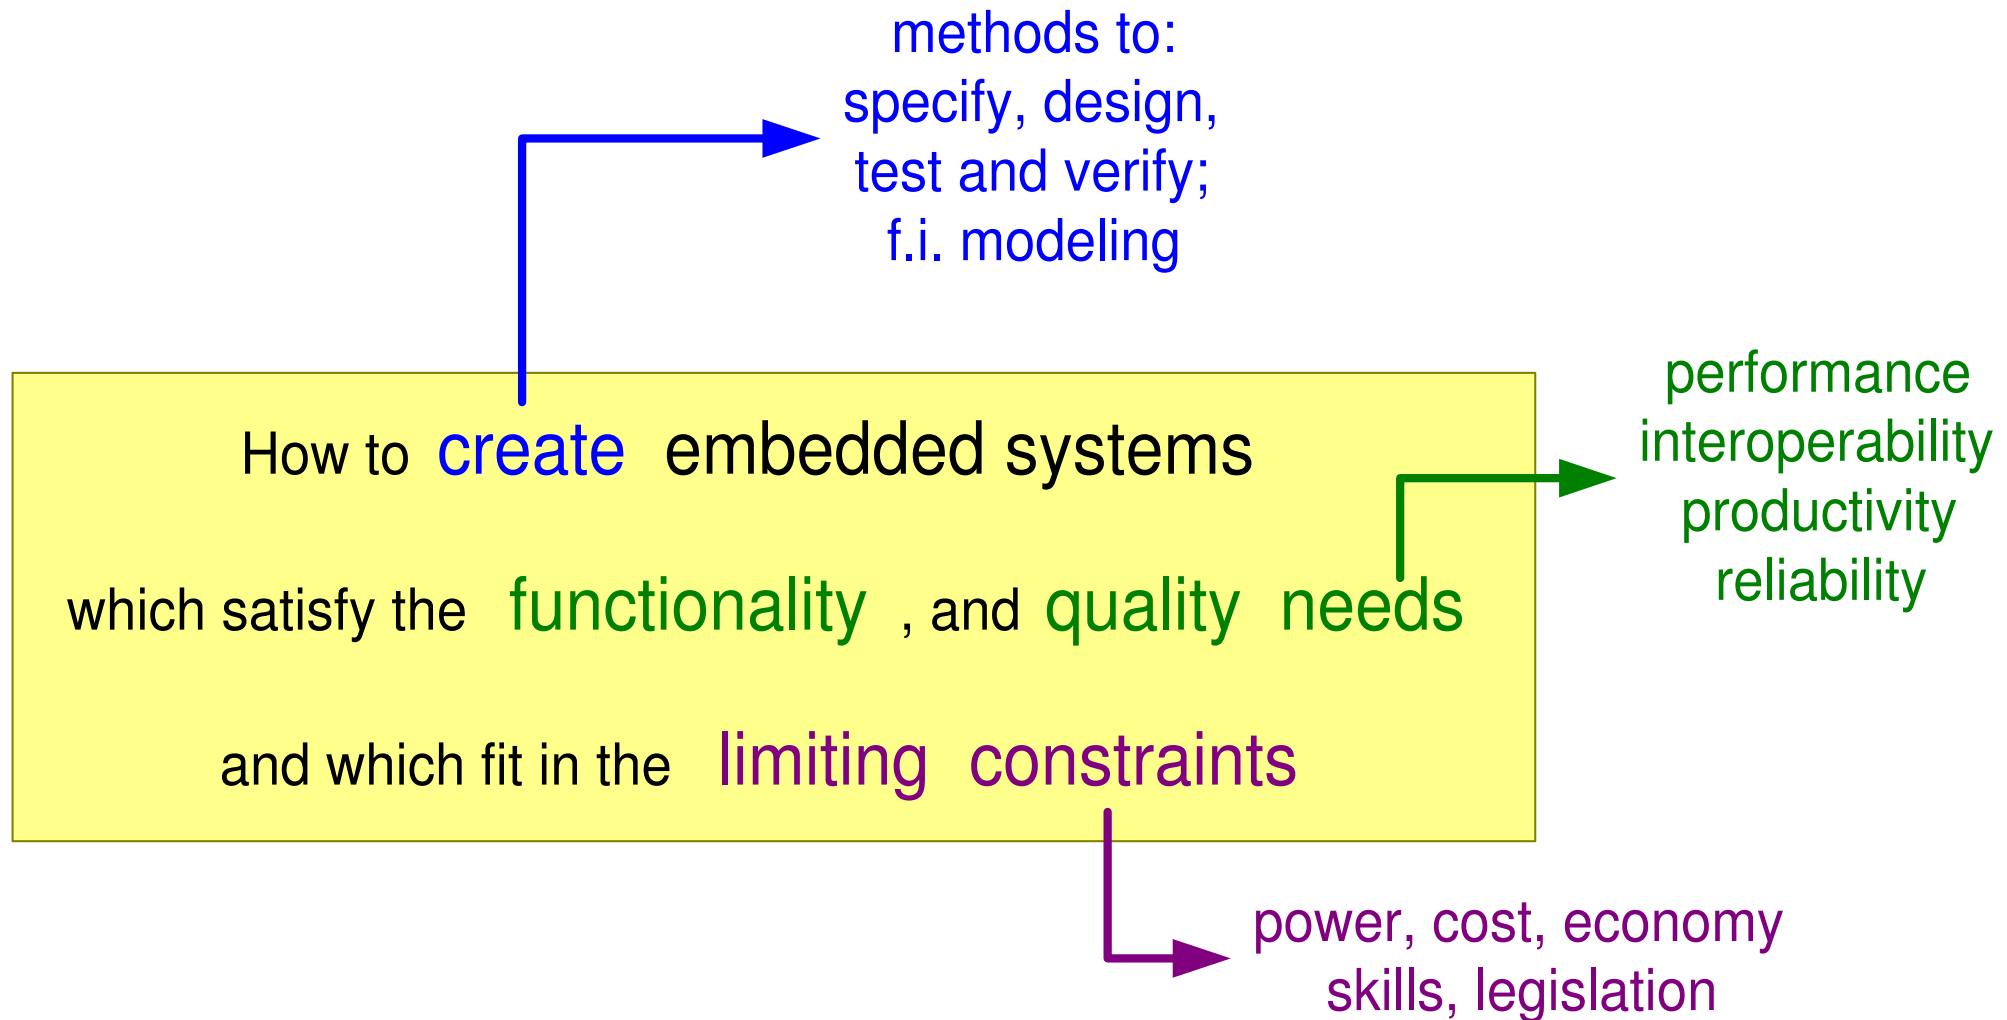 methods to:
specify, design,
test and verify;
f.i. modeling
How to create embedded systems
which satisfy the functionality , and quality needs
and which fit in the limiting constraints
performance
interoperability
productivity
reliability
power, cost, economy
skills, legislation